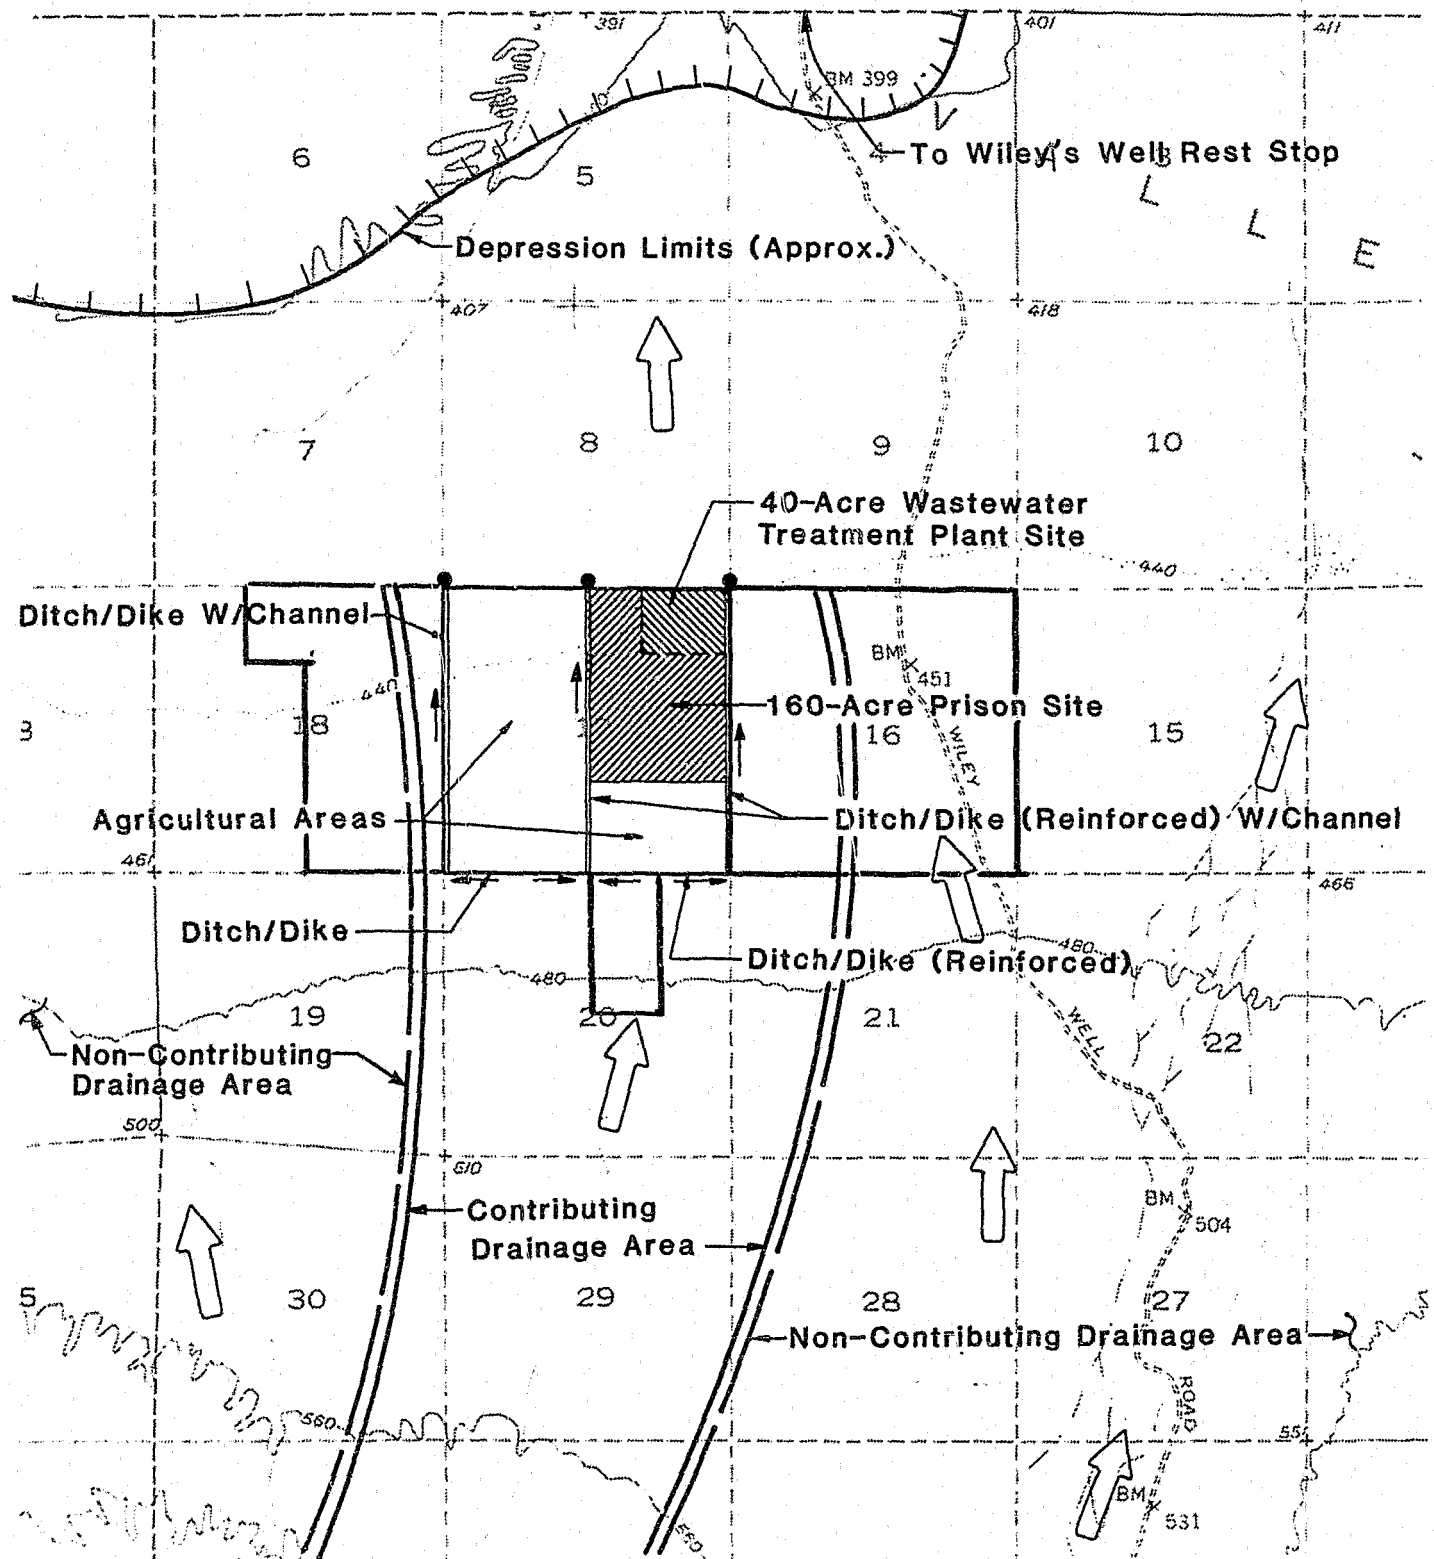 391
401
411
BM 399
V
6
5
4
To Wiley's Well Rest Stop
L
L
E
Depression Limits (Approx.)
407
418
7
8
9
10
40-Acre Wastewater
Treatment Plant Site
440
Ditch/Dike W/Channel
BM
451
440
160-Acre Prison Site
18
16
15
WILEY
Agricultural Areas
Ditch/Dike (Reinforced) W/Channel
461
466
Ditch/Dike
Ditch/Dike (Reinforced)
480
480
19
20
21
22
WELL
Non-Contributing
Drainage Area
500
510
Contributing
Drainage Area
BM
504
30
29
28
27
Non-Contributing Drainage Area
ROAD
560
551
BM
531
560